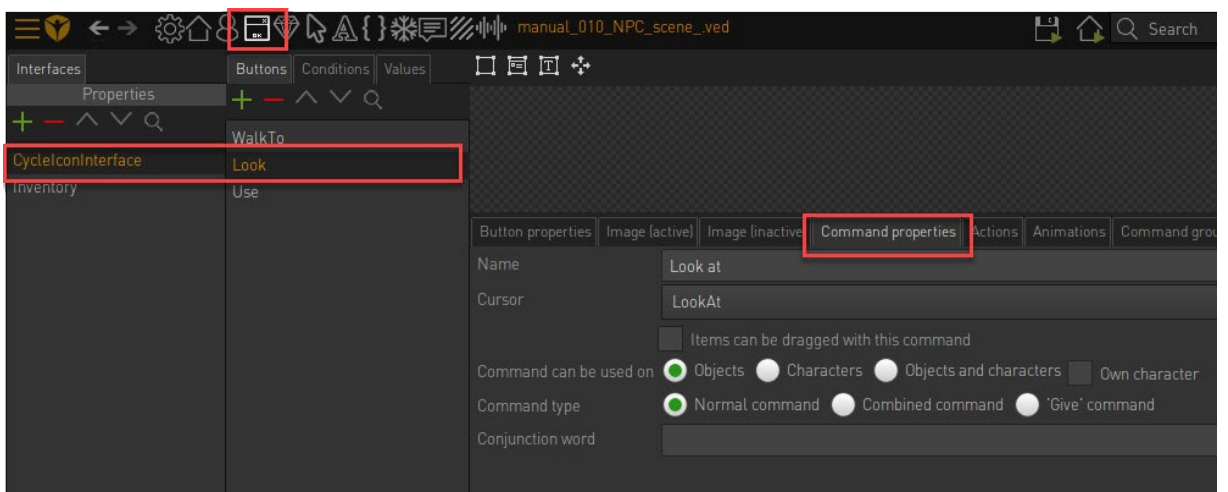 manual_010_NPC_scene_.ved Search
Interfaces Buttons Conditions Values
Properties
WalkTo
CycleIconInterface Look
Inventory Use
Button properties Image (active) Image (inactive Command properties Actions Animations Command grou
Name Look at
Cursor LookAt
Items can be dragged with this command
Command can be used on Objects Characters Objects and characters Own character
Command type Normal command Combined command 'Give' command
Conjunction word